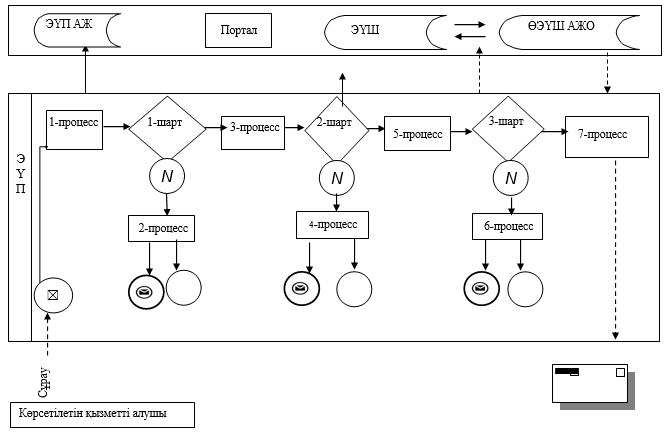 ЭҮП АЖ
Портал
ЭҮШ
ӨЭҮШ АЖО
1-процесс
1-шарт
3-процесс
2-шарт
5-процесс
3-шарт
7-процесс
Э
Ү
П
N
N
N
2-процесс
4-процесс
6-процесс
Сұрау
Көрсетілетін қызметті алушы